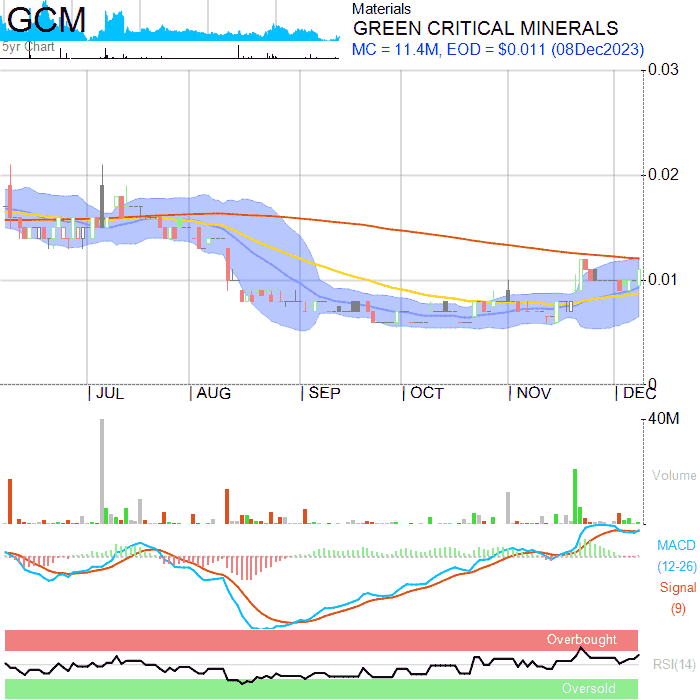 GCM
5yr Chart
Materials
GREEN CRITICAL MINERALS
MC = 11.4M, EOD = $0.011 (08Dec2023)
0.03
0.02
0.01
0
JUL AUG SEP OCT NOV DEC
40M
Volume
MACD
(12-26)
Signal
(9)
Overbought
RSI(14)
Oversold